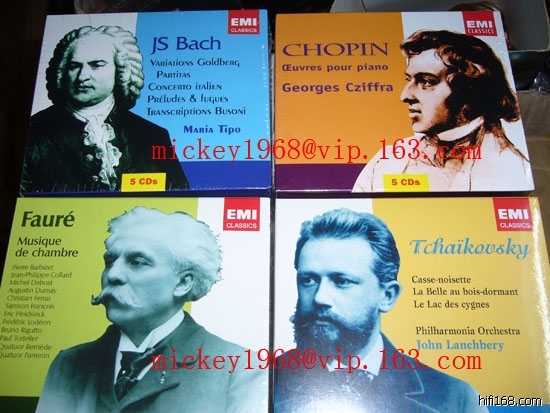 JS Bach
Variations Goldberg
Partitas
Concerto italien
Préludes & fugues
Transcriptions Busoni
Maria Tipo
5 CDs
EMI
CLASSICS
CHOPIN
Œuvres pour piano
Georges Cziffra
5 CDs
EMI
CLASSICS
mickey1968@vip.163.com
Fauré
Musique
de chambre
Pierre Barbizet
Jean-Philippe Collard
Michel Debost
Augustin Dumay
Christian Ferras
Samson François
Eric Heidsieck
Frédéric Lodéon
Bruno Rigutto
Paul Tortelier
Quatuor Bernède
Quatuor Parrenin
EMI
CLASSICS
EMI
CLASSICS
Tchaïkovsky
Casse-noisette
La Belle au bois-dormant
Le Lac des cygnes
Philharmonia Orchestra
John Lanchbery
mickey1968@vip.163.com
hifi168.com